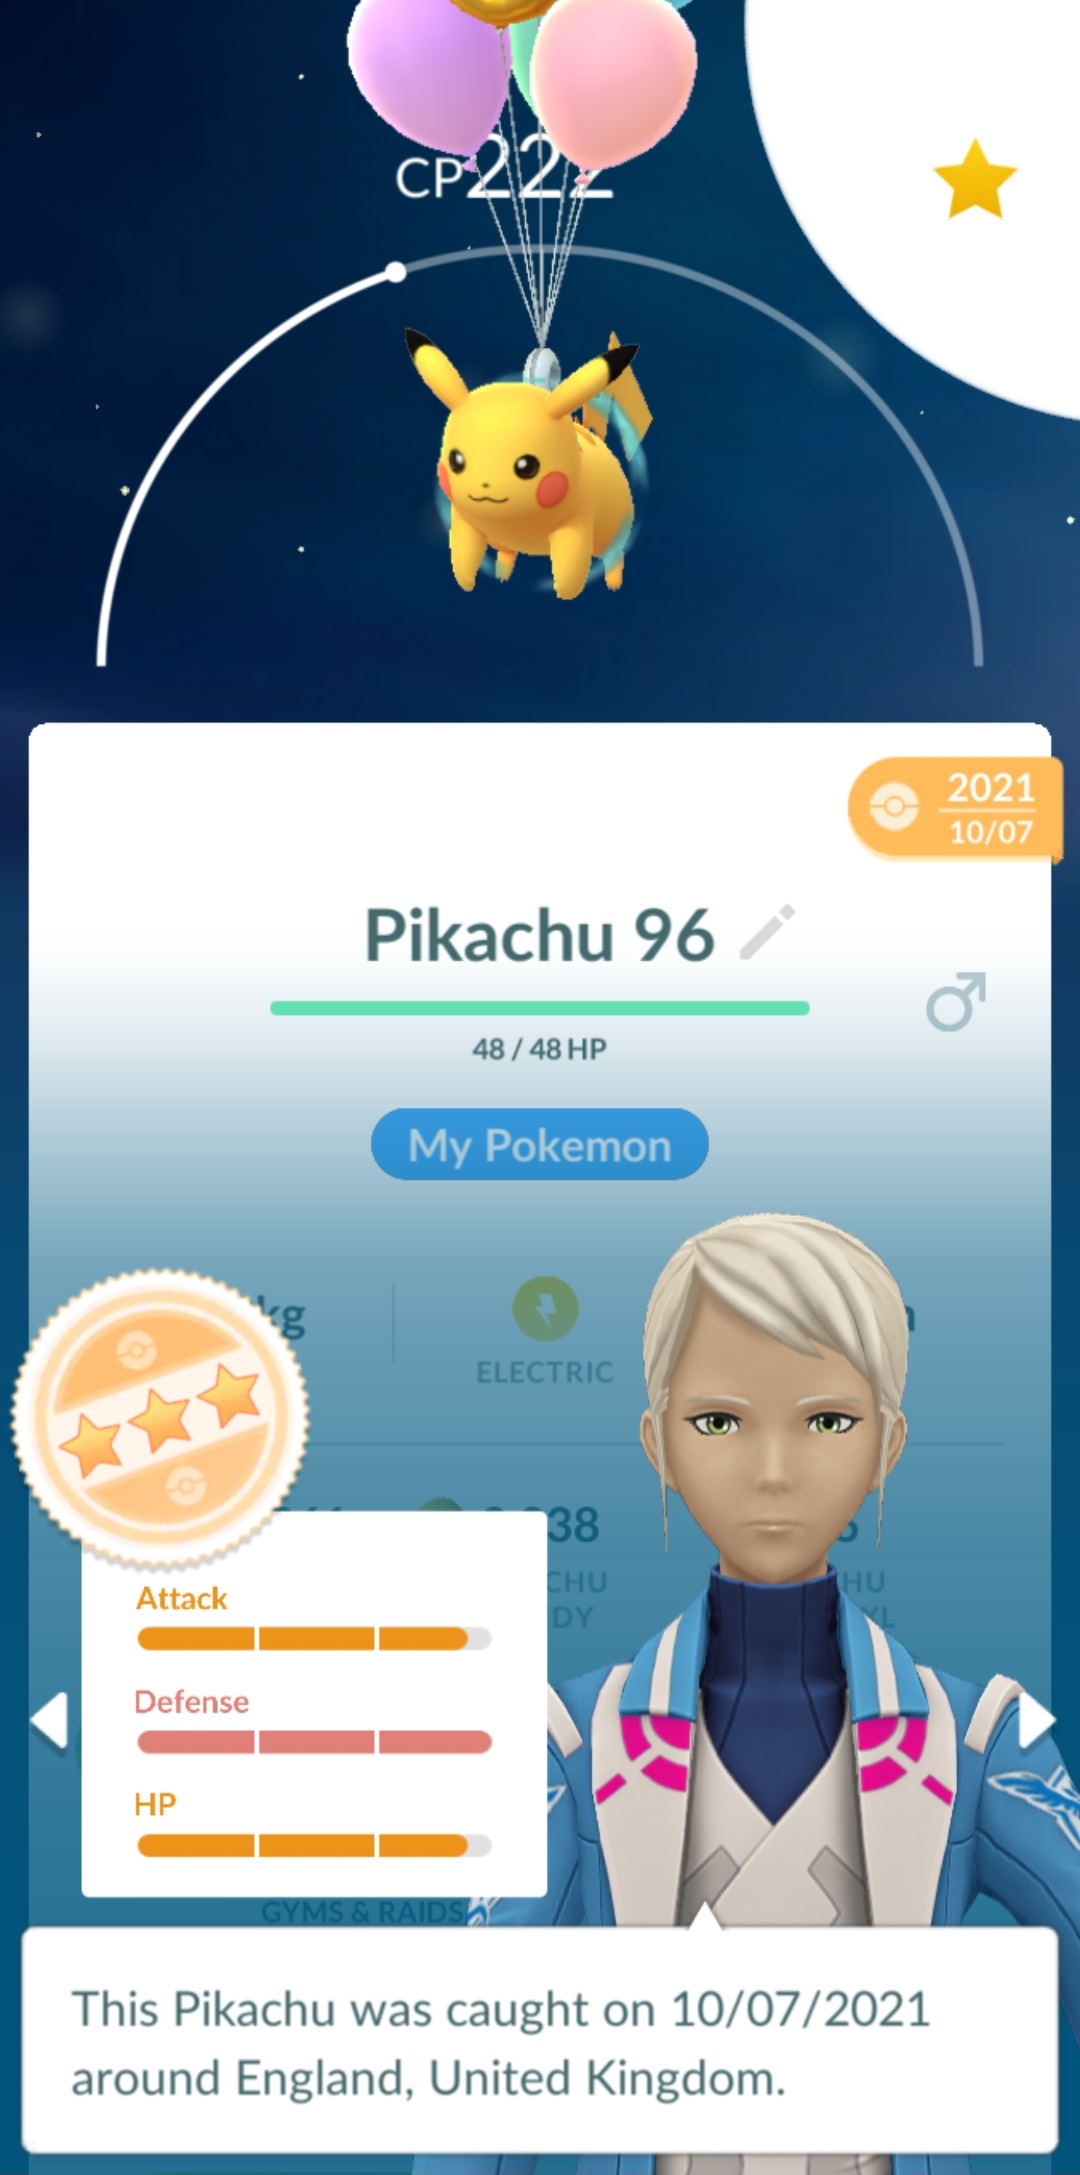 CP222
2021
10/07
Pikachu 96
48 / 48 HP
My Pokemon
kg
ELECTRIC
38
CHU
HU
DY
XL
Attack
Defense
HP
GYMS & RAIDS
This Pikachu was caught on 10/07/2021
around England, United Kingdom.